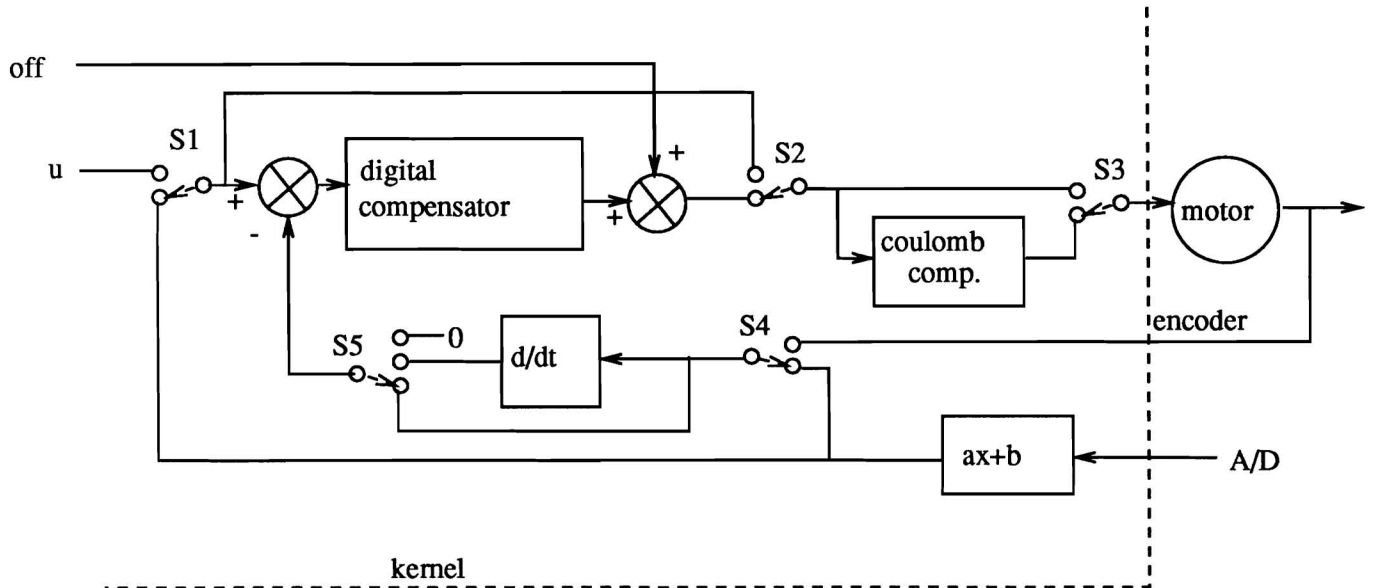 off
u
S1
+
-
digital
compensator
+
+
S2
S3
motor
coulomb
comp.
encoder
S4
S5
0
d/dt
ax+b
A/D
kernel